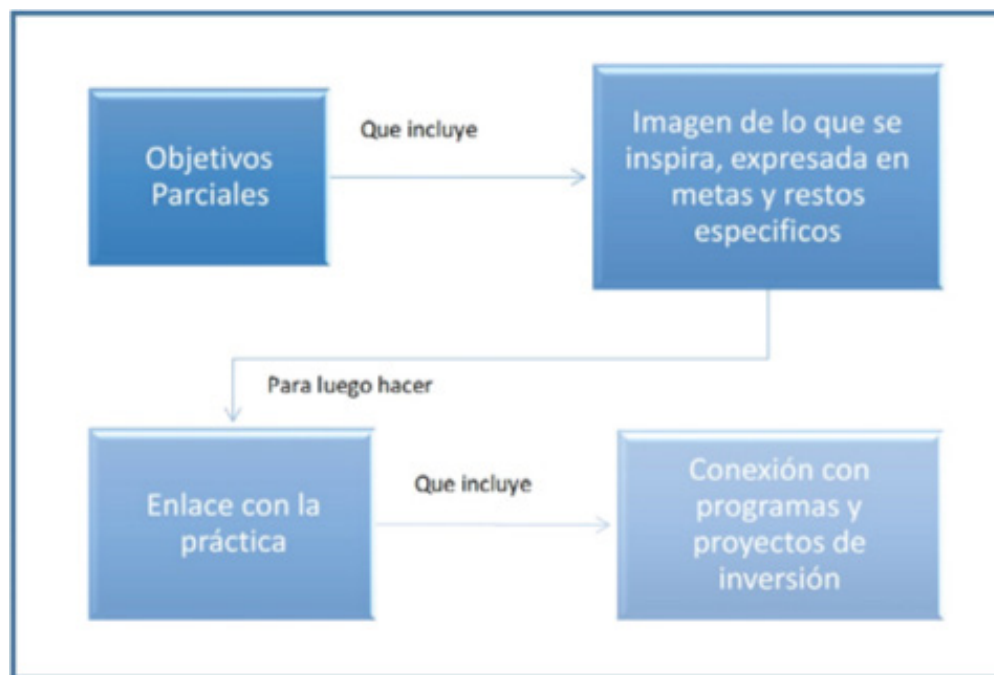 Objetivos
Parciales
Que incluye
Imagen de lo que se
inspira, expresada en
metas y restos
especificos
Para luego hacer
Enlace con la
práctica
Que incluye
Conexión con
programas y
proyectos de
inversión